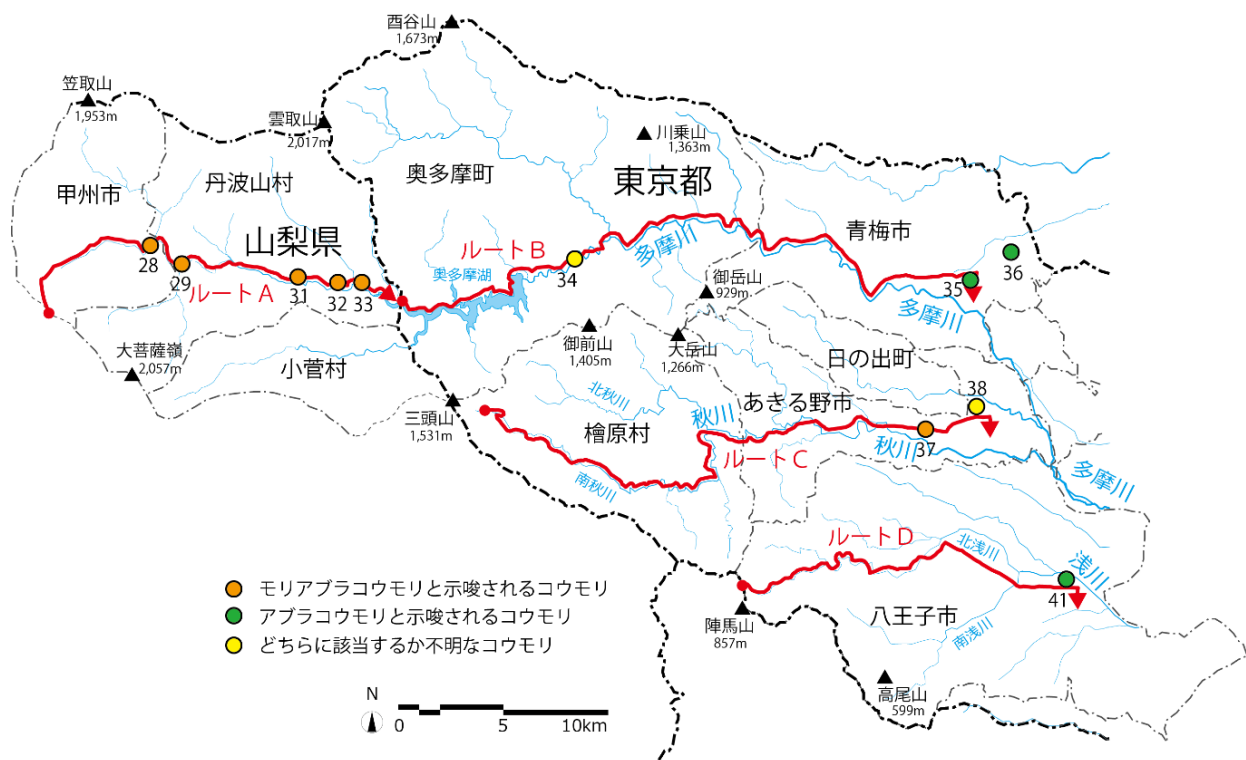 酉谷山
1,673m
笠取山
1,953m
雲取山
2,017m
川乗山
1,363m
奥多摩町
東京都
丹波山村
甲州市
青梅市
山梨県
ルートB
多摩川
28
29
31
32
33
34
35
36
ルートA
奥多摩湖
御岳山
929m
多摩川
大菩薩嶺
2,057m
小菅村
御前山
1,405m
大岳山
1,266m
日の出町
38
三頭山
1,531m
北秋川
秋川
あきる野市
檜原村
ルートC
秋川
37
南秋川
多摩川
ルートD
北浅川
浅川
41
モリアブラコウモリと示唆されるコウモリ
アブラコウモリと示唆されるコウモリ
どちらに該当するか不明なコウモリ
陣馬山
857m
八王子市
南浅川
高尾山
599m
N
0 5 10km